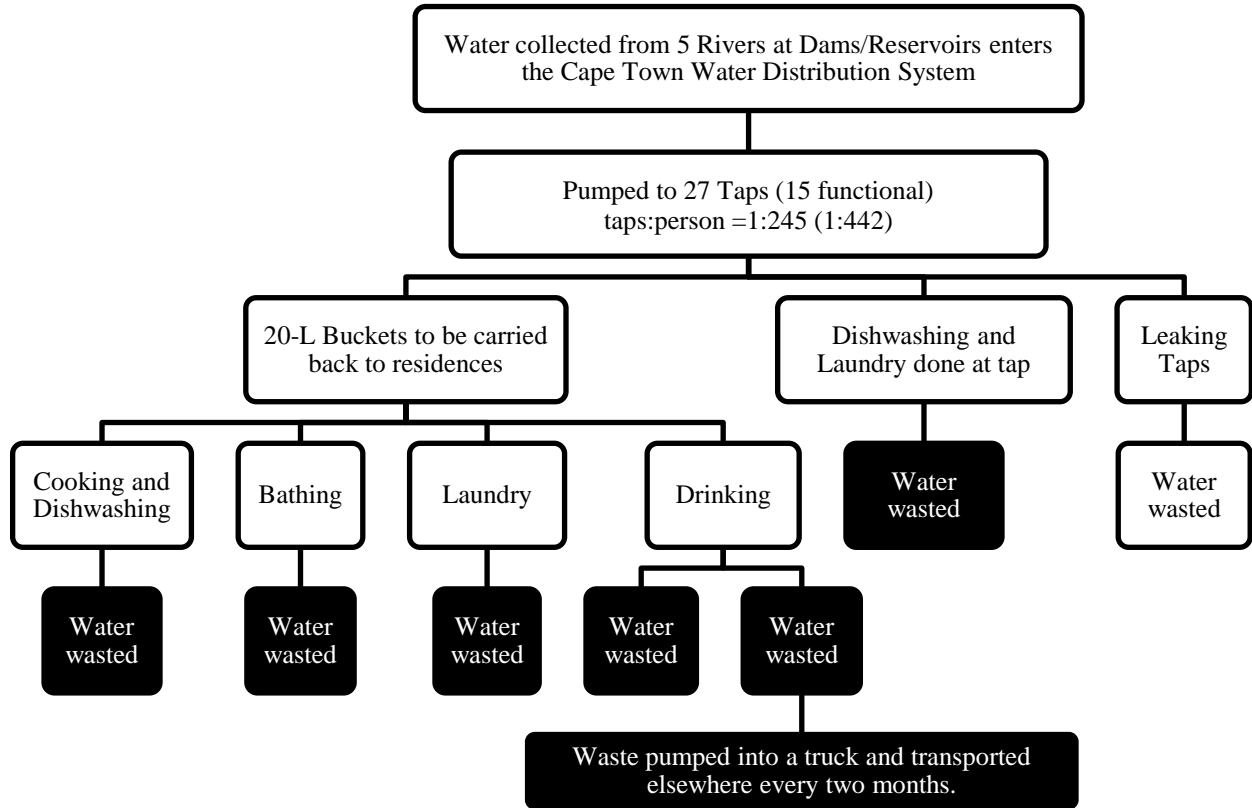 Water collected from 5 Rivers at Dams/Reservoirs enters
the Cape Town Water Distribution System
Pumped to 27 Taps (15 functional)
taps:person =1:245 (1:442)
20-L Buckets to be carried
back to residences
Dishwashing and
Laundry done at tap
Leaking
Taps
Cooking and
Dishwashing
Bathing
Laundry
Drinking
Water
wasted
Water
wasted
Water
wasted
Water
wasted
Water
wasted
Water
wasted
Water
wasted
Waste pumped into a truck and transported
elsewhere every two months.